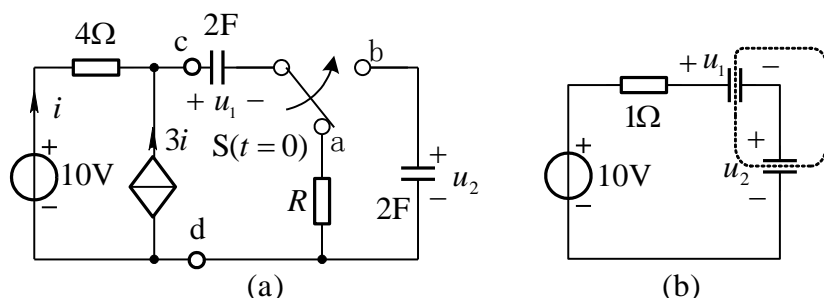 4Ω
c
2F
b
+ u₁ −
i
3i
S(t = 0)
a
+
10V
−
R
+
u₂
−
2F
d
(a)
+ u₁ −
1Ω
+
10V
−
+
u₂
−
(b)